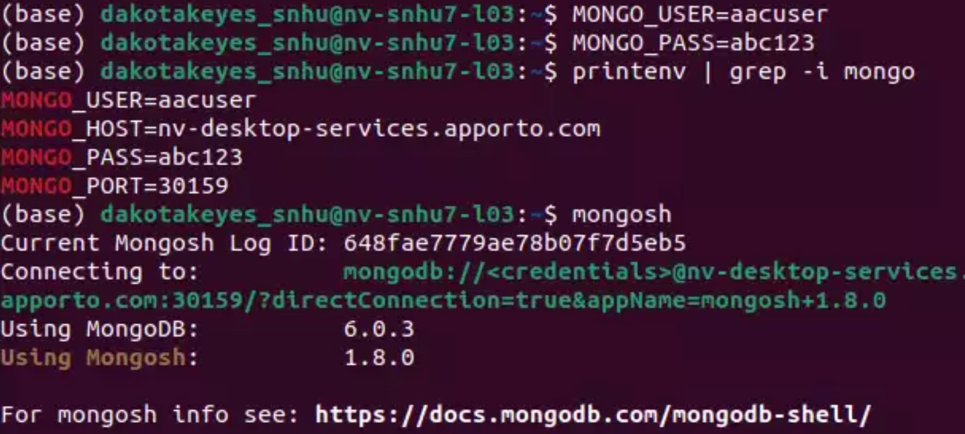 (base) dakotakeyes_snhu@nv-snhu7-l03:~$ MONGO_USER=aacuser
(base) dakotakeyes_snhu@nv-snhu7-l03:~$ MONGO_PASS=abc123
(base) dakotakeyes_snhu@nv-snhu7-l03:~$ printenv | grep -i mongo
MONGO_USER=aacuser
MONGO_HOST=nv-desktop-services.apporto.com
MONGO_PASS=abc123
MONGO_PORT=30159
(base) dakotakeyes_snhu@nv-snhu7-l03:~$ mongosh
Current Mongosh Log ID: 648fae7779ae78b07f7d5eb5
Connecting to: mongodb://<credentials>@nv-desktop-services.
apporto.com:30159/?directConnection=true&appName=mongosh+1.8.0
Using MongoDB: 6.0.3
Using Mongosh: 1.8.0
For mongosh info see: https://docs.mongodb.com/mongodb-shell/